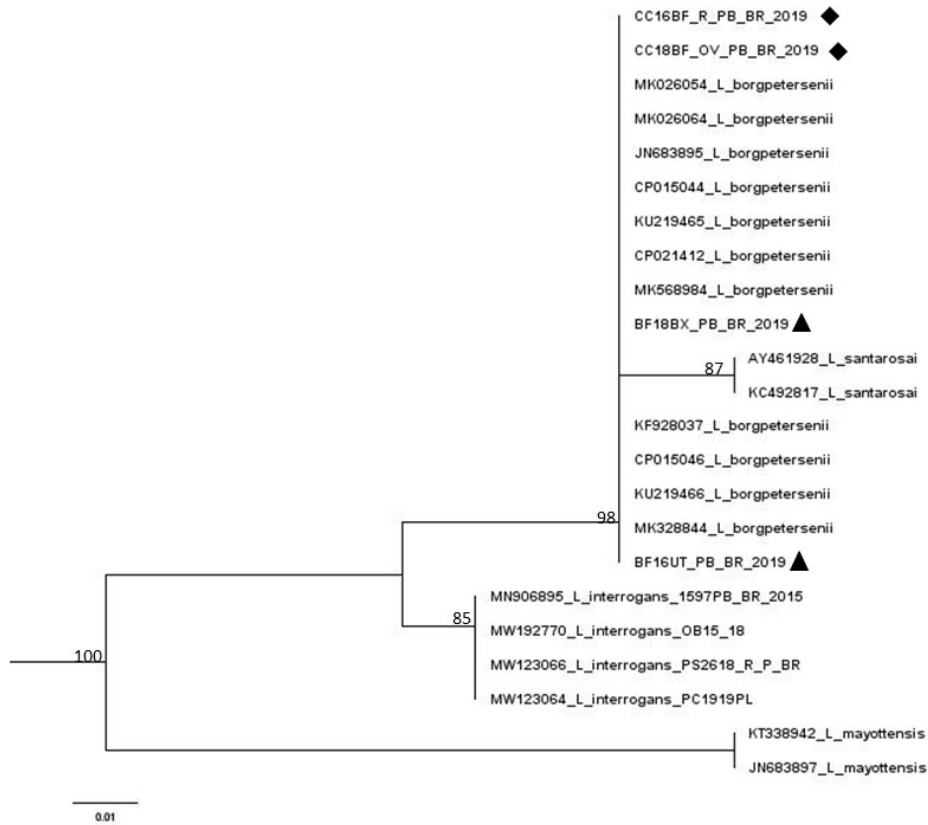 CC16BF_R_PB_BR_2019
CC18BF_OV_PB_BR_2019
MK026054_L_borgpetersenii
MK026064_L_borgpetersenii
JN683895_L_borgpetersenii
CP015044_L_borgpetersenii
KU219465_L_borgpetersenii
CP021412_L_borgpetersenii
MK568984_L_borgpetersenii
BF18BX_PB_BR_2019
AY461928_L_santarosai
87
KC492817_L_santarosai
KF928037_L_borgpetersenii
CP015046_L_borgpetersenii
KU219466_L_borgpetersenii
98
MK328844_L_borgpetersenii
BF16UT_PB_BR_2019
MN906895_L_interrogans_1597PB_BR_2015
85
MW192770_L_interrogans_OB15_18
100
MW123066_L_interrogans_PS2618_R_P_BR
MW123064_L_interrogans_PC1919PL
KT338942_L_mayottensis
JN683897_L_mayottensis
0.01